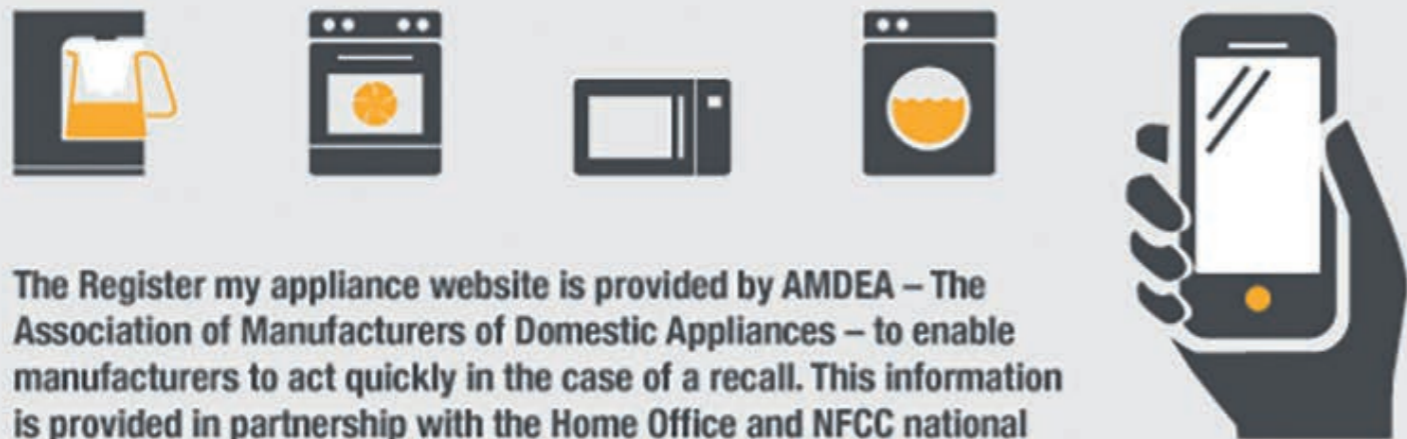 The Register my appliance website is provided by AMDEA – The
Association of Manufacturers of Domestic Appliances – to enable
manufacturers to act quickly in the case of a recall. This information
is provided in partnership with the Home Office and NFCC national